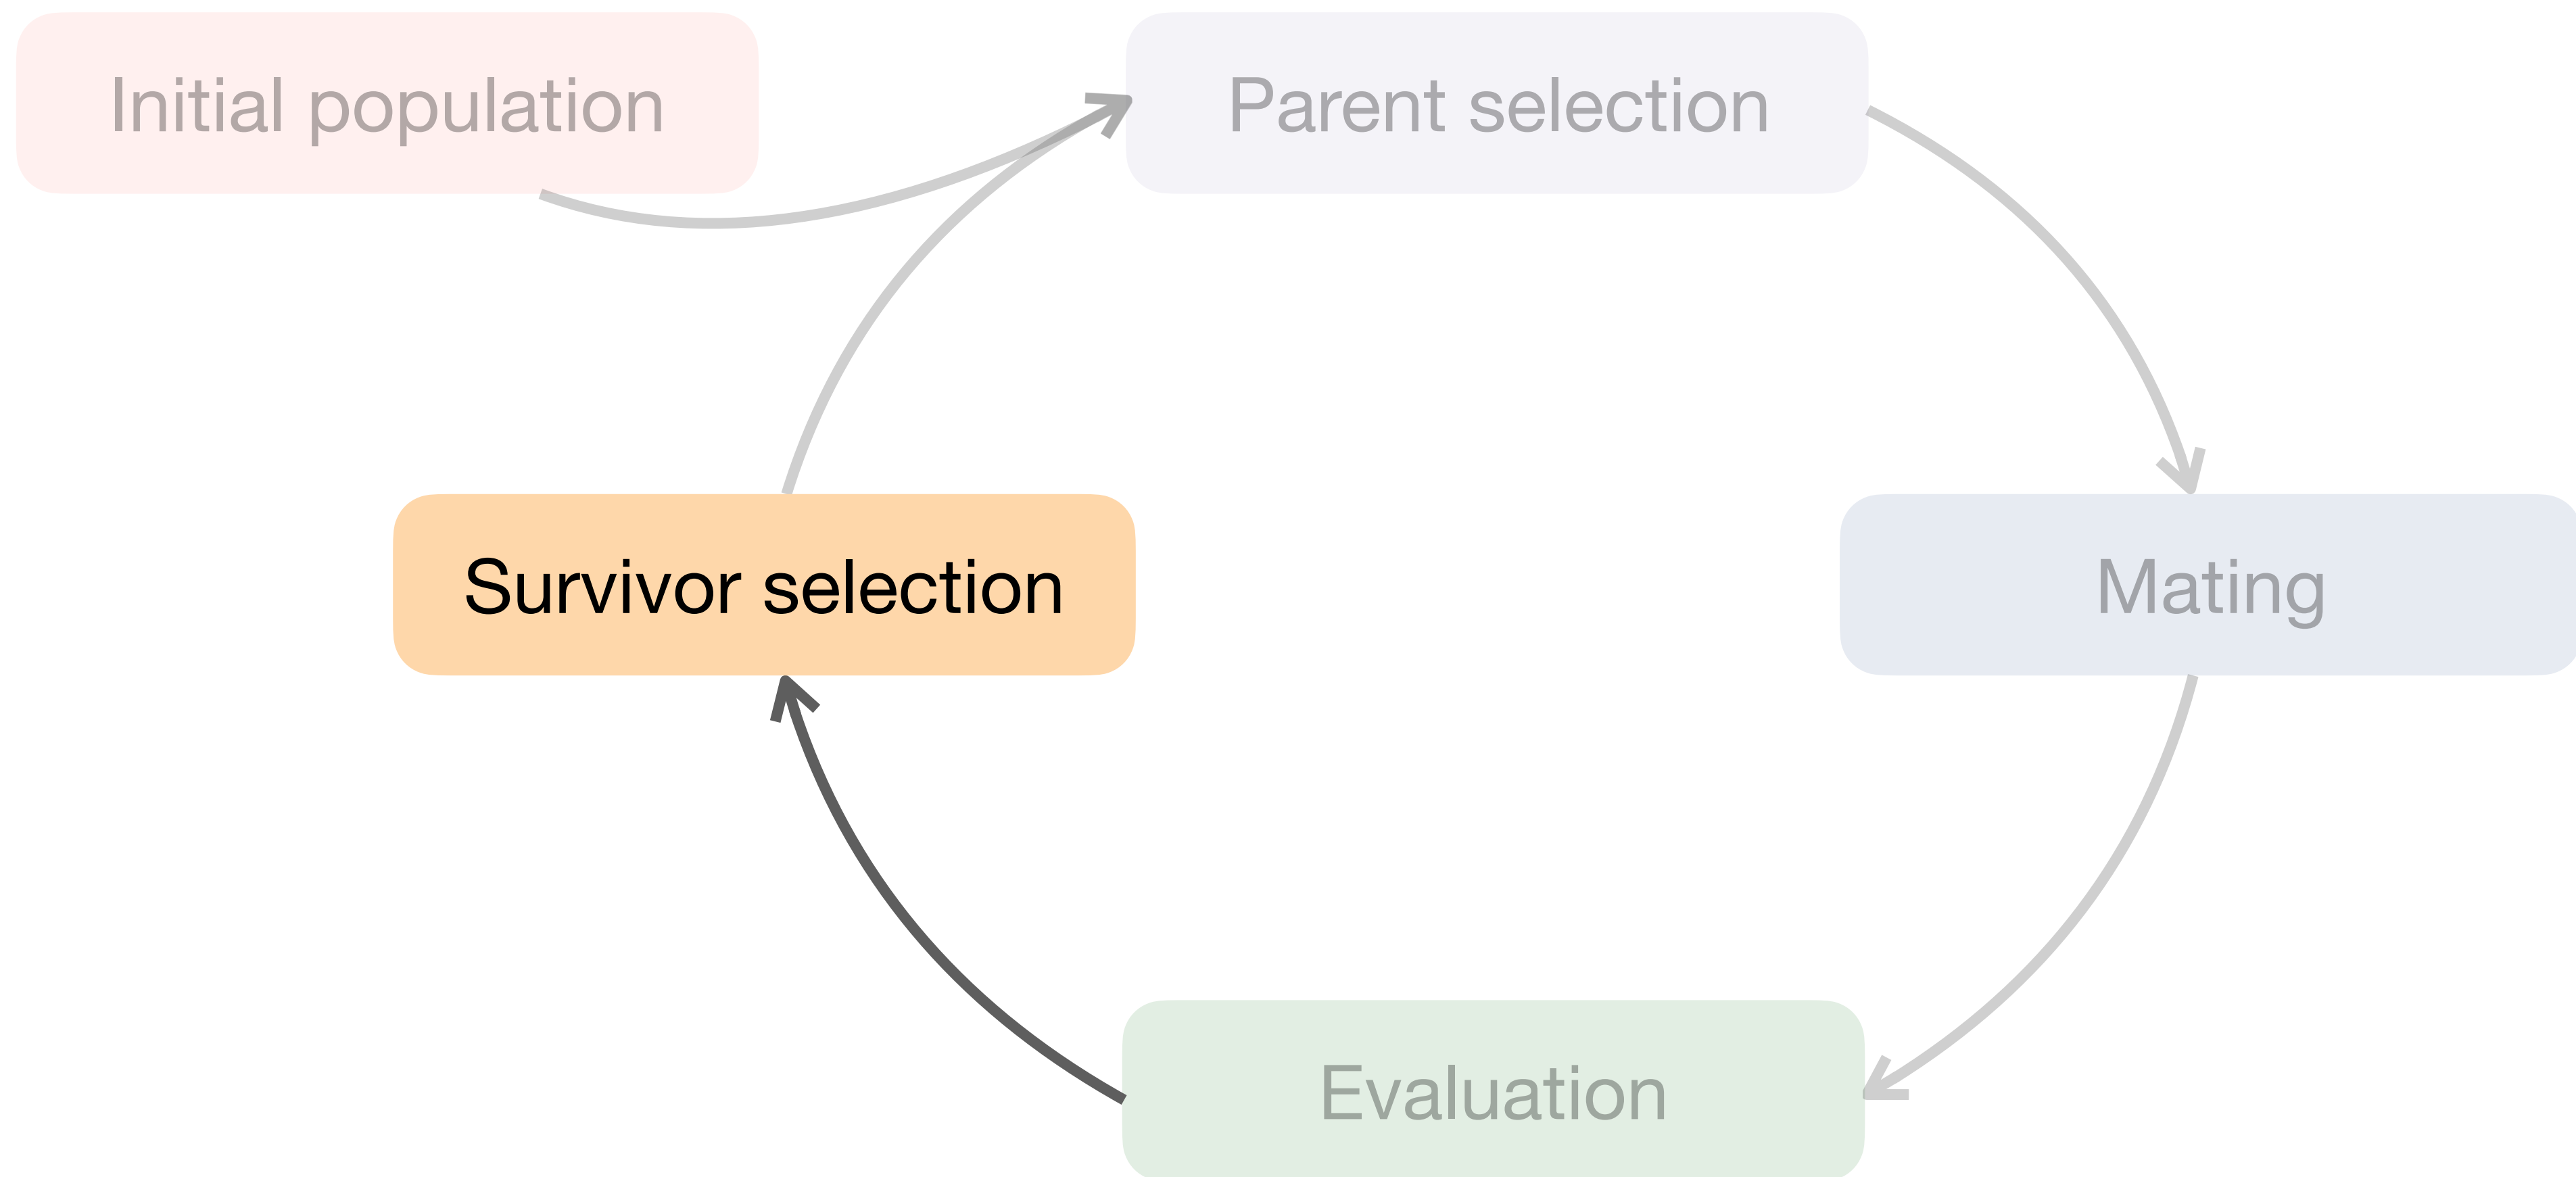 Initial population
Parent selection
Survivor selection
Mating
Evaluation